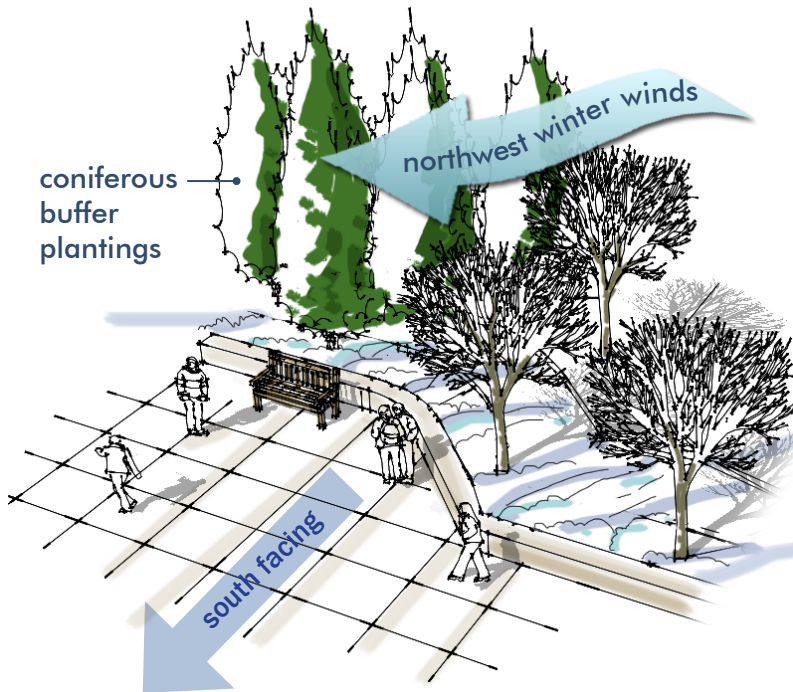 northwest winter winds
coniferous
buffer
plantings
south facing